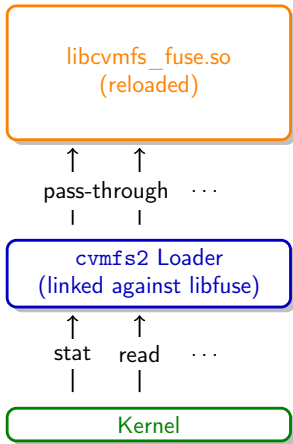 libcvmfs_fuse.so
(reloaded)
pass-through ...
cvmfs2 Loader
(linked against libfuse)
stat read ...
Kernel